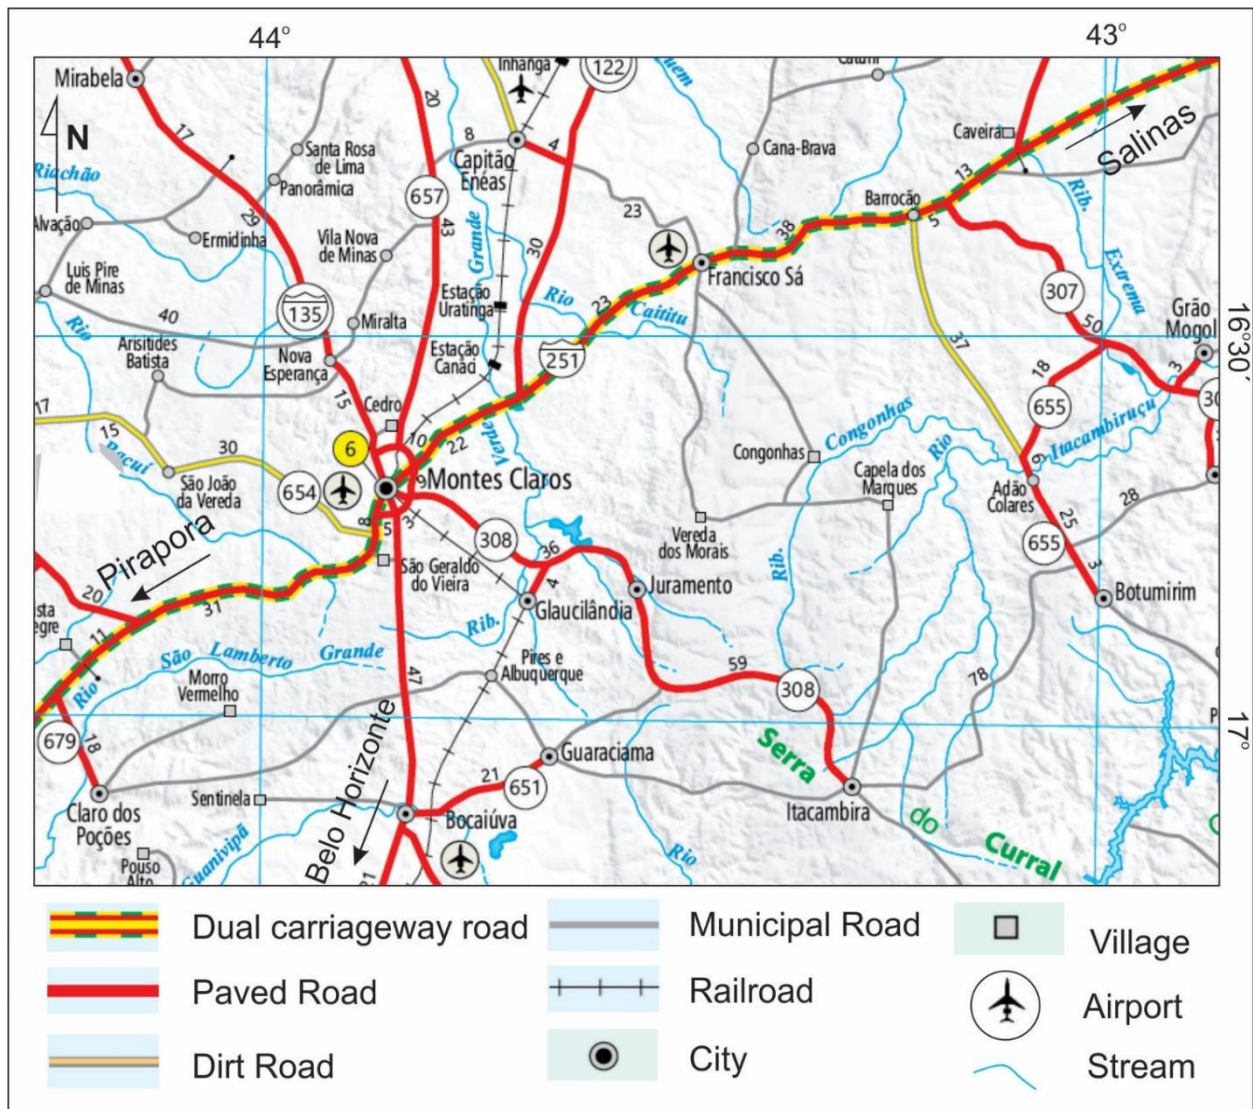 44°
43°
Mirabela
20
Inhanga
122
uem
Catuni
N
17
Santa Rosa
de Lima
Panorâmica
8
Capitão
Enéas
4
Cana-Brava
Caveira
Salinas
Riachão
Alvação
29
Ermidinha
657
43
Vila Nova
de Minas
Grande
23
Barrocão
13
5
Rib.
Extrema
38
Francisco Sá
30
Luis Pire
de Minas
Rio
40
135
Miralta
Estação
Uratinga
Rio
Caititu
23
307
50
Grão
Mogol
16°30´
Arisitides
Batista
Nova
Esperança
Estação
Canaci
251
37
18
3
30
17
15
15
Cedro
655
Pacuí
30
6
10
22
Verde
Congonhas
Rio
Itacambiruçu
São João
da Vereda
654
Montes Claros
Congonhas
Capela dos
Marques
6
Adão
Colares
28
Pirapora
8
5
3
308
36
Vereda
dos Morais
25
655
São Geraldo
do Vieira
4
Rib.
3
20
31
Glaucilândia
Juramento
Botumirim
sta
egre
11
Rib.
São Lamberto Grande
Rio
Morro
Vermelho
47
Pires e
Albuquerque
59
308
78
679
18
Belo Horizonte
Guaraciama
Serra
17°
P
21
651
Claro dos
Poções
Sentinela
Bocaiúva
Itacambira
do
Curral
Pouso
Alto
Guanivipã
21
Rio
Dual carriageway road
Municipal Road
Village
Paved Road
Railroad
Airport
Dirt Road
City
Stream